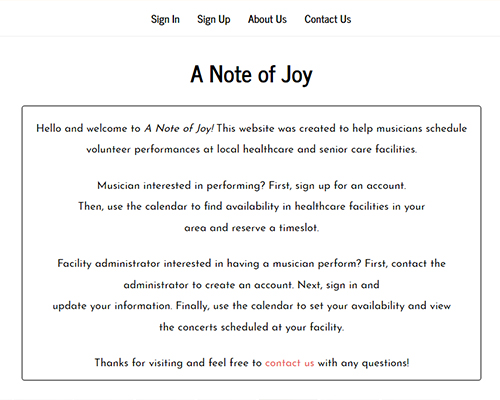 Sign In Sign Up About Us Contact Us
A Note of Joy
Hello and welcome to A Note of Joy! This website was created to help musicians schedule
volunteer performances at local healthcare and senior care facilities.
Musician interested in performing? First, sign up for an account.
Then, use the calendar to find availability in healthcare facilities in your
area and reserve a timeslot.
Facility administrator interested in having a musician perform? First, contact the
administrator to create an account. Next, sign in and
update your information. Finally, use the calendar to set your availability and view
the concerts scheduled at your facility.
Thanks for visiting and feel free to contact us with any questions!